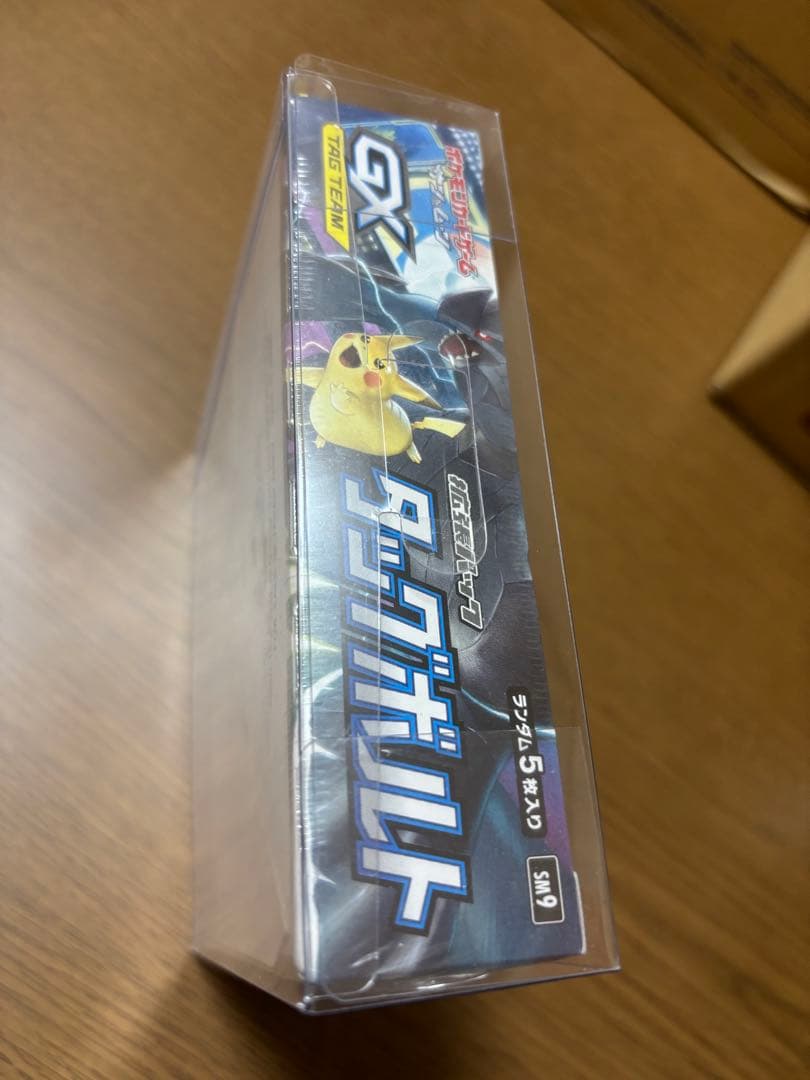 ポケモンカードゲーム
サン&ムーン
GX
TAG TEAM
拡張パック
タッグボルト
ランダム5枚入り
SM9